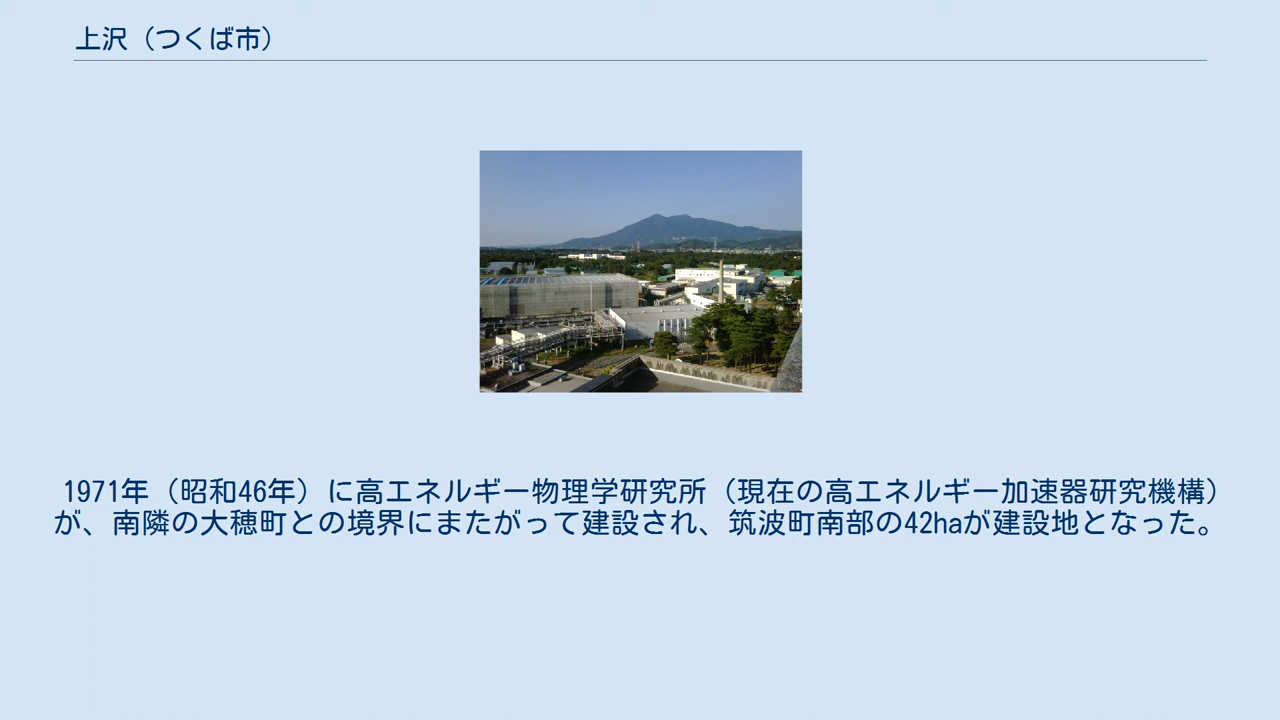 上沢（つくば市）
1971年（昭和46年）に高エネルギー物理学研究所（現在の高エネルギー加速器研究機構）
が、南隣の大穂町との境界にまたがって建設され、筑波町南部の42haが建設地となった。